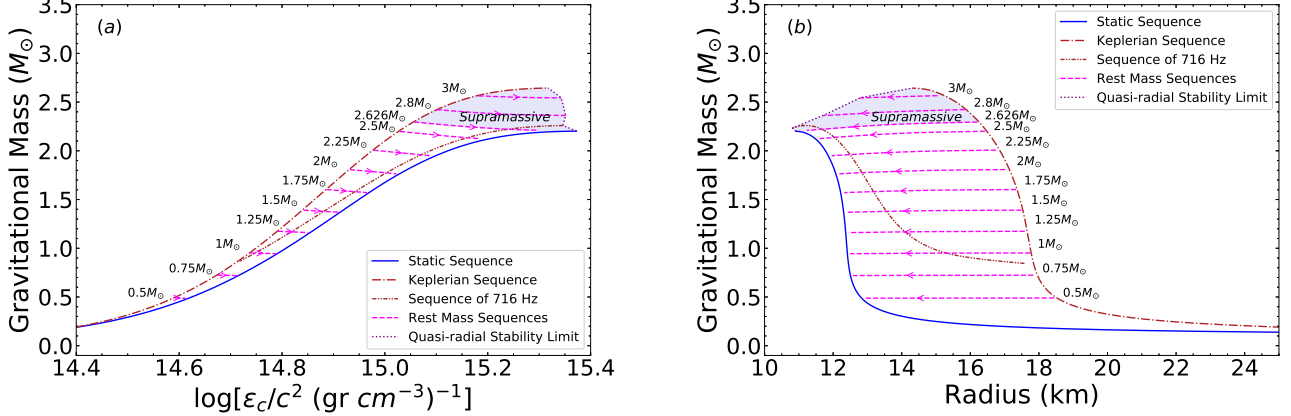 (a)
Gravitational Mass (M⊙)
3.5
3.0
2.5
2.0
1.5
1.0
0.5
0.0
3M⊙
2.8M⊙
2.626M⊙
2.5M⊙
2.25M⊙
2M⊙
1.75M⊙
1.5M⊙
1.25M⊙
1M⊙
0.75M⊙
0.5M⊙
Supramassive
Static Sequence
Keplerian Sequence
Sequence of 716 Hz
Rest Mass Sequences
Quasi-radial Stability Limit
14.4 14.6 14.8 15.0 15.2 15.4
log[εc/c² (gr cm⁻³)⁻¹]
(b)
Gravitational Mass (M⊙)
3.5
3.0
2.5
2.0
1.5
1.0
0.5
0.0
Static Sequence
Keplerian Sequence
Sequence of 716 Hz
Rest Mass Sequences
Quasi-radial Stability Limit
3M⊙
2.8M⊙
2.626M⊙
2.5M⊙
2.25M⊙
2M⊙
1.75M⊙
1.5M⊙
1.25M⊙
1M⊙
0.75M⊙
0.5M⊙
Supramassive
10 12 14 16 18 20 22 24
Radius (km)